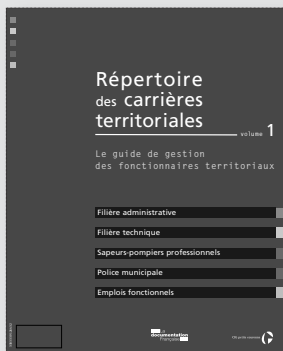 Répertoire
des carrières
territoriales
volume 1
Le guide de gestion
des fonctionnaires territoriaux
Filière administrative
Filière technique
Sapeurs-pompiers professionnels
Police municipale
Emplois fonctionnels
La
documentation
Française